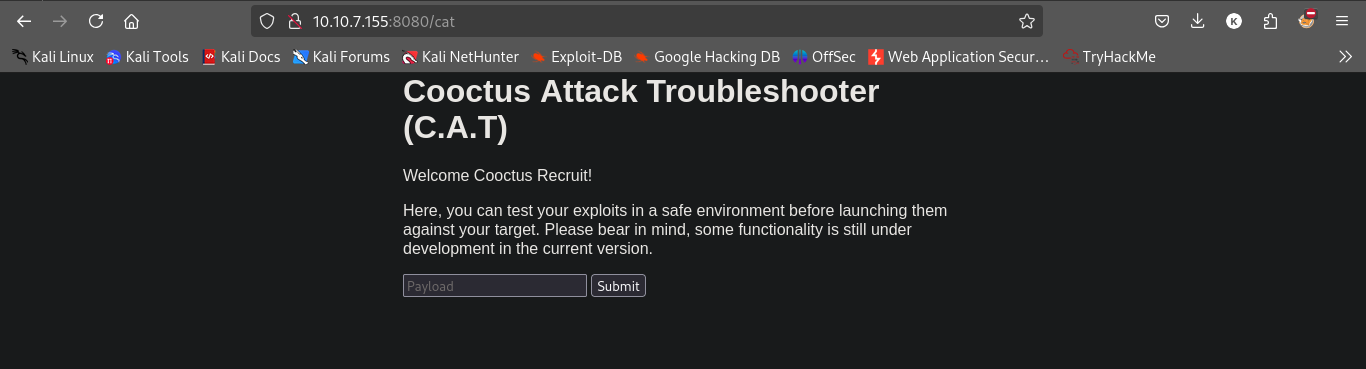 10.10.7.155:8080/cat
K
Kali Linux Kali Tools Kali Docs Kali Forums Kali NetHunter Exploit-DB Google Hacking DB OffSec Web Application Secur… TryHackMe
Cooctus Attack Troubleshooter
(C.A.T)
Welcome Cooctus Recruit!
Here, you can test your exploits in a safe environment before launching them
against your target. Please bear in mind, some functionality is still under
development in the current version.
Payload Submit